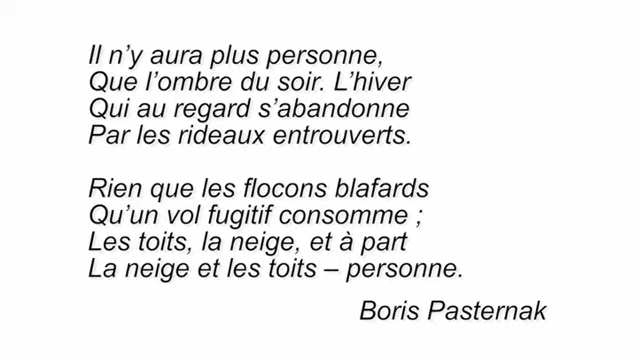 Il n'y aura plus personne,
Que l'ombre du soir. L'hiver
Qui au regard s'abandonne
Par les rideaux entrouverts.
Rien que les flocons blafards
Qu'un vol fugitif consomme ;
Les toits, la neige, et à part
La neige et les toits – personne.
Boris Pasternak